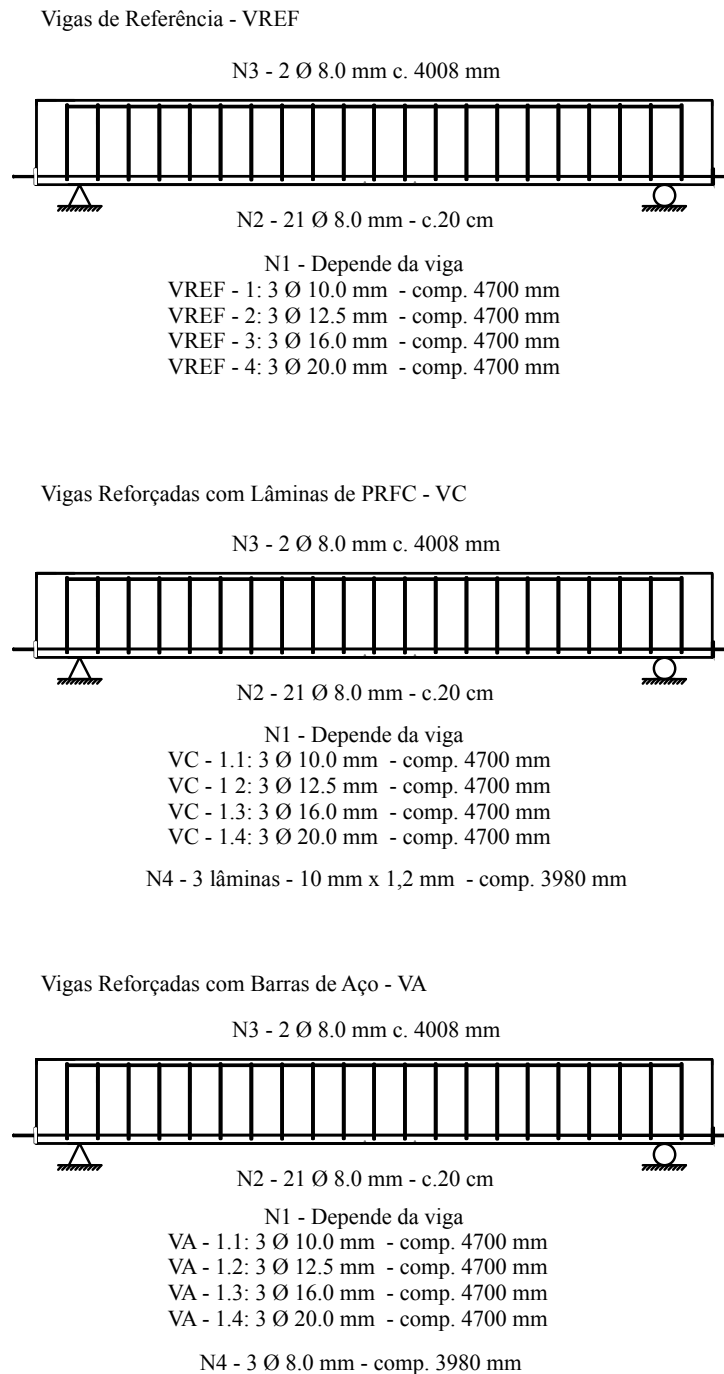 Vigas de Referência - VREF
N3 - 2 Ø 8.0 mm c. 4008 mm
N2 - 21 Ø 8.0 mm - c.20 cm
N1 - Depende da viga
VREF - 1: 3 Ø 10.0 mm - comp. 4700 mm
VREF - 2: 3 Ø 12.5 mm - comp. 4700 mm
VREF - 3: 3 Ø 16.0 mm - comp. 4700 mm
VREF - 4: 3 Ø 20.0 mm - comp. 4700 mm
Vigas Reforçadas com Lâminas de PRFC - VC
N3 - 2 Ø 8.0 mm c. 4008 mm
N2 - 21 Ø 8.0 mm - c.20 cm
N1 - Depende da viga
VC - 1.1: 3 Ø 10.0 mm - comp. 4700 mm
VC - 1 2: 3 Ø 12.5 mm - comp. 4700 mm
VC - 1.3: 3 Ø 16.0 mm - comp. 4700 mm
VC - 1.4: 3 Ø 20.0 mm - comp. 4700 mm
N4 - 3 lâminas - 10 mm x 1,2 mm - comp. 3980 mm
Vigas Reforçadas com Barras de Aço - VA
N3 - 2 Ø 8.0 mm c. 4008 mm
N2 - 21 Ø 8.0 mm - c.20 cm
N1 - Depende da viga
VA - 1.1: 3 Ø 10.0 mm - comp. 4700 mm
VA - 1.2: 3 Ø 12.5 mm - comp. 4700 mm
VA - 1.3: 3 Ø 16.0 mm - comp. 4700 mm
VA - 1.4: 3 Ø 20.0 mm - comp. 4700 mm
N4 - 3 Ø 8.0 mm - comp. 3980 mm